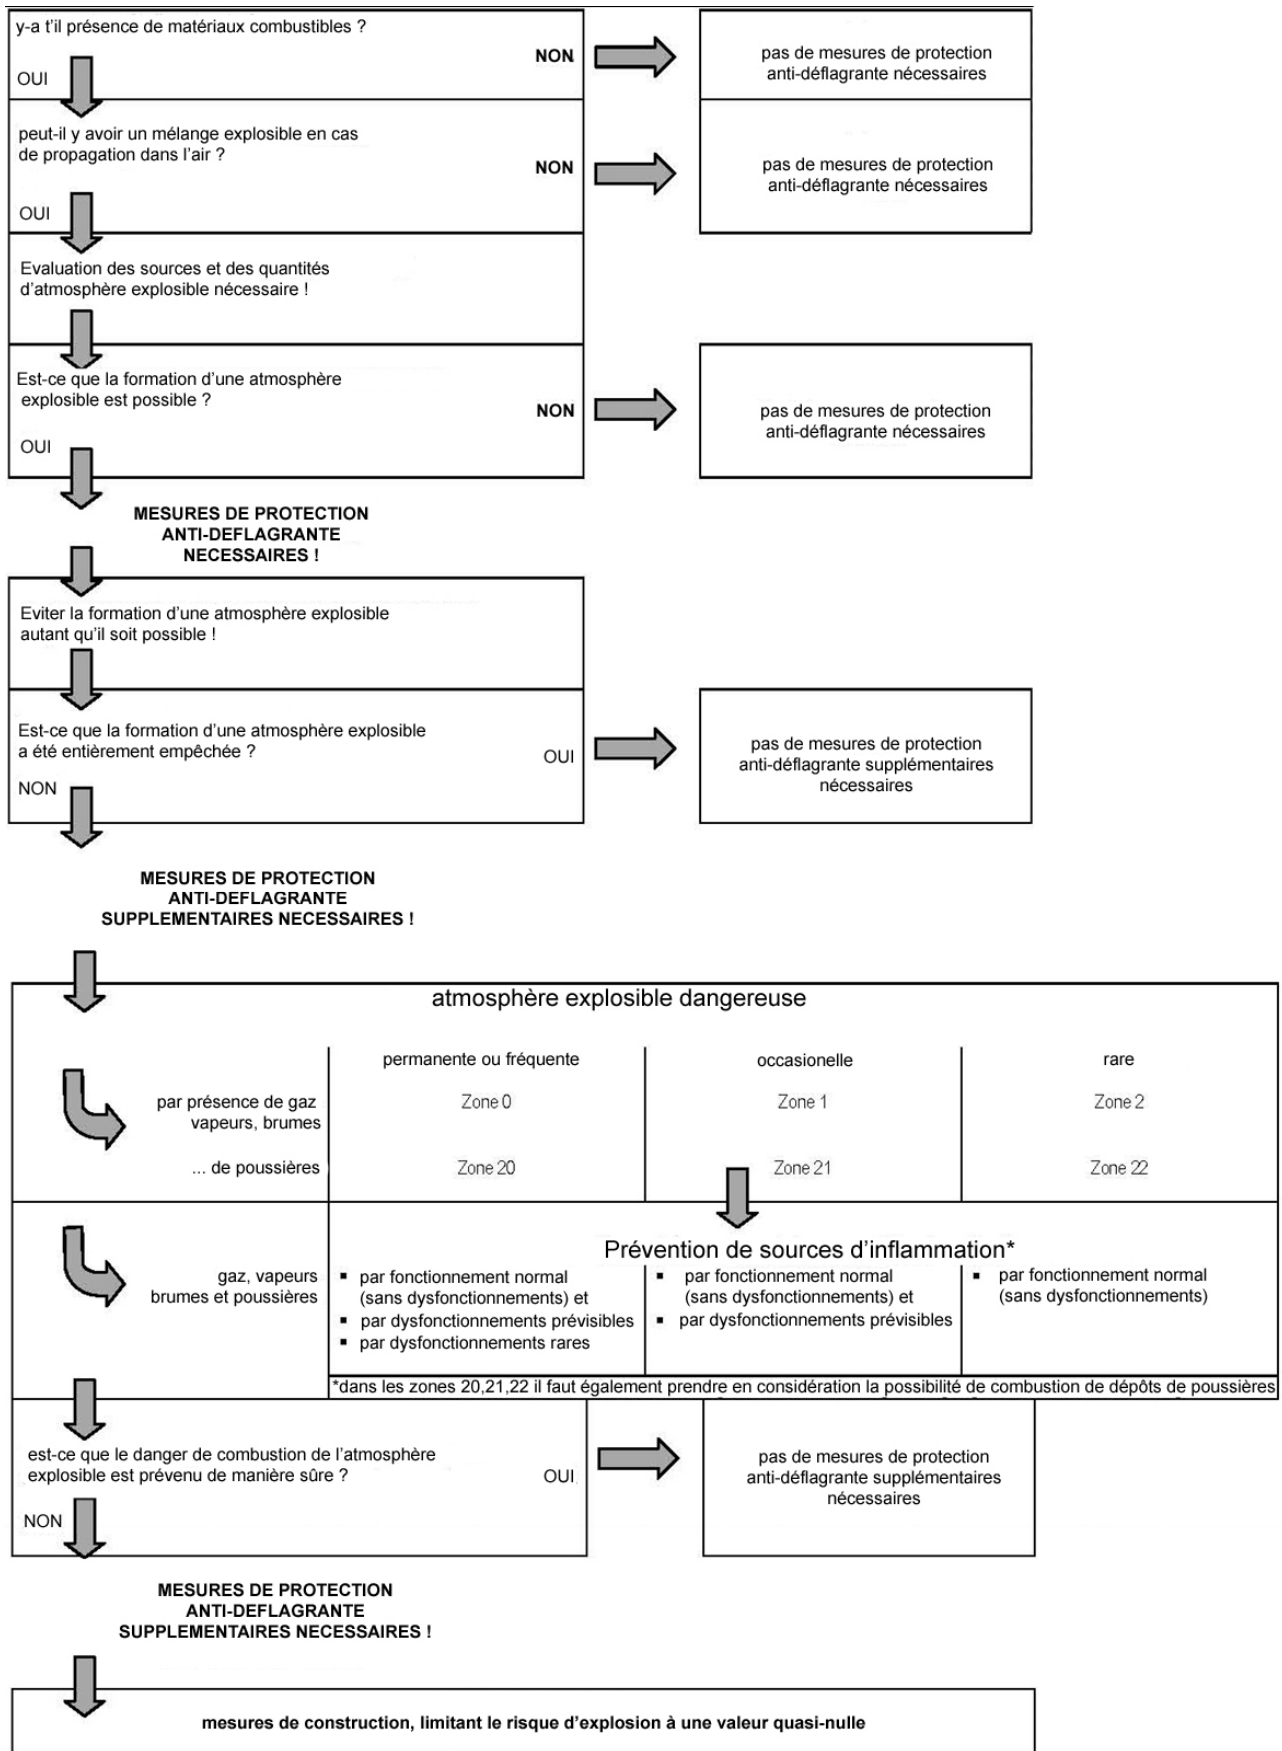 y-a t'il présence de matériaux combustibles ?
NON
pas de mesures de protection
anti-déflagrante nécessaires
OUI
peut-il y avoir un mélange explosible en cas
de propagation dans l'air ?
NON
pas de mesures de protection
anti-déflagrante nécessaires
OUI
Evaluation des sources et des quantités
d'atmosphère explosible nécessaire !
Est-ce que la formation d'une atmosphère
explosible est possible ?
NON
pas de mesures de protection
anti-déflagrante nécessaires
OUI
MESURES DE PROTECTION
ANTI-DEFLAGRANTE
NECESSAIRES !
Eviter la formation d'une atmosphère explosible
autant qu'il soit possible !
Est-ce que la formation d'une atmosphère explosible
a été entièrement empêchée ?
OUI
pas de mesures de protection
anti-déflagrante supplémentaires
nécessaires
NON
MESURES DE PROTECTION
ANTI-DEFLAGRANTE
SUPPLEMENTAIRES NECESSAIRES !
atmosphère explosible dangereuse
permanente ou fréquente
occasionelle
rare
par présence de gaz
vapeurs, brumes
Zone 0
Zone 1
Zone 2
... de poussières
Zone 20
Zone 21
Zone 22
Prévention de sources d'inflammation*
gaz, vapeurs
brumes et poussières
▪ par fonctionnement normal
(sans dysfonctionnements) et
▪ par dysfonctionnements prévisibles
▪ par dysfonctionnements rares
▪ par fonctionnement normal
(sans dysfonctionnements) et
▪ par dysfonctionnements prévisibles
▪ par fonctionnement normal
(sans dysfonctionnements)
*dans les zones 20,21,22 il faut également prendre en considération la possibilité de combustion de dépôts de poussières
est-ce que le danger de combustion de l'atmosphère
explosible est prévenu de manière sûre ?
OUI
pas de mesures de protection
anti-déflagrante supplémentaires
nécessaires
NON
MESURES DE PROTECTION
ANTI-DEFLAGRANTE
SUPPLEMENTAIRES NECESSAIRES !
mesures de construction, limitant le risque d'explosion à une valeur quasi-nulle